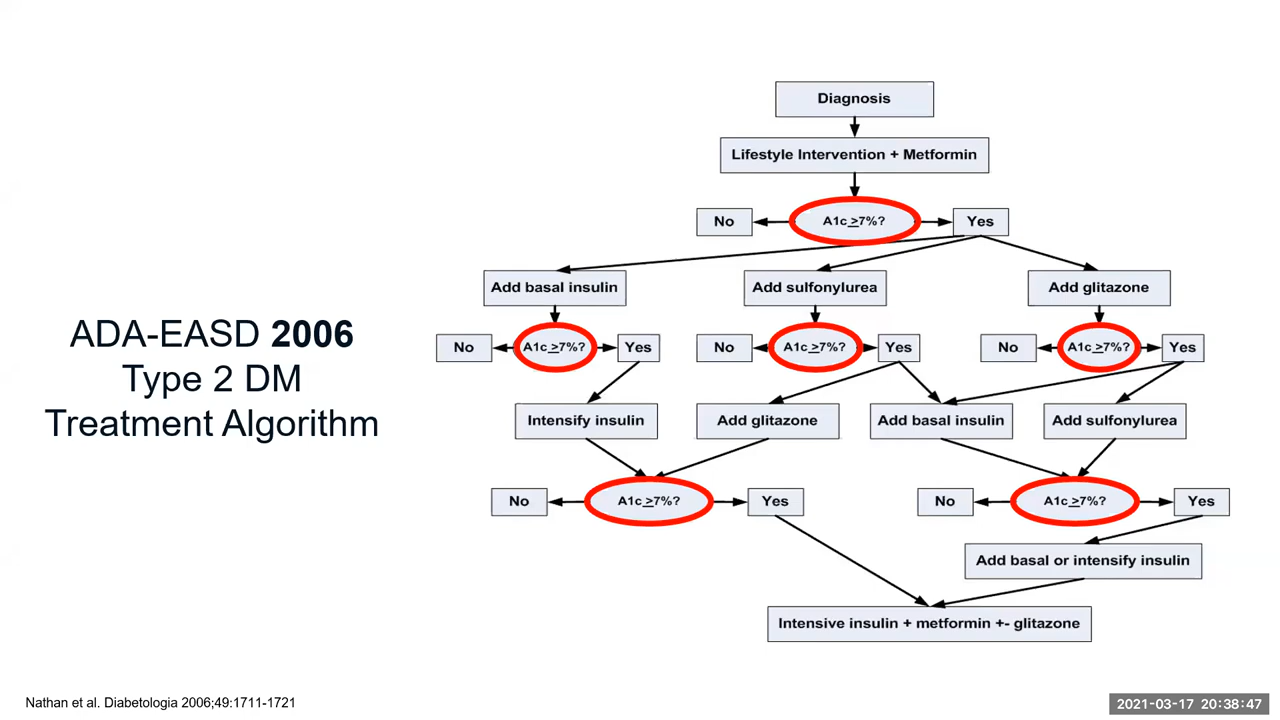 ADA-EASD 2006
Type 2 DM
Treatment Algorithm
Diagnosis
Lifestyle Intervention + Metformin
No
A1c >7%?
Yes
Add basal insulin
Add sulfonylurea
Add glitazone
No
A1c >7%?
Yes
No
A1c >7%?
Yes
No
A1c >7%?
Yes
Intensify insulin
Add glitazone
Add basal insulin
Add sulfonylurea
No
A1c >7%?
Yes
No
A1c >7%?
Yes
Add basal or intensify insulin
Intensive insulin + metformin +- glitazone
Nathan et al. Diabetologia 2006;49:1711-1721
2021-03-17 20:38:47